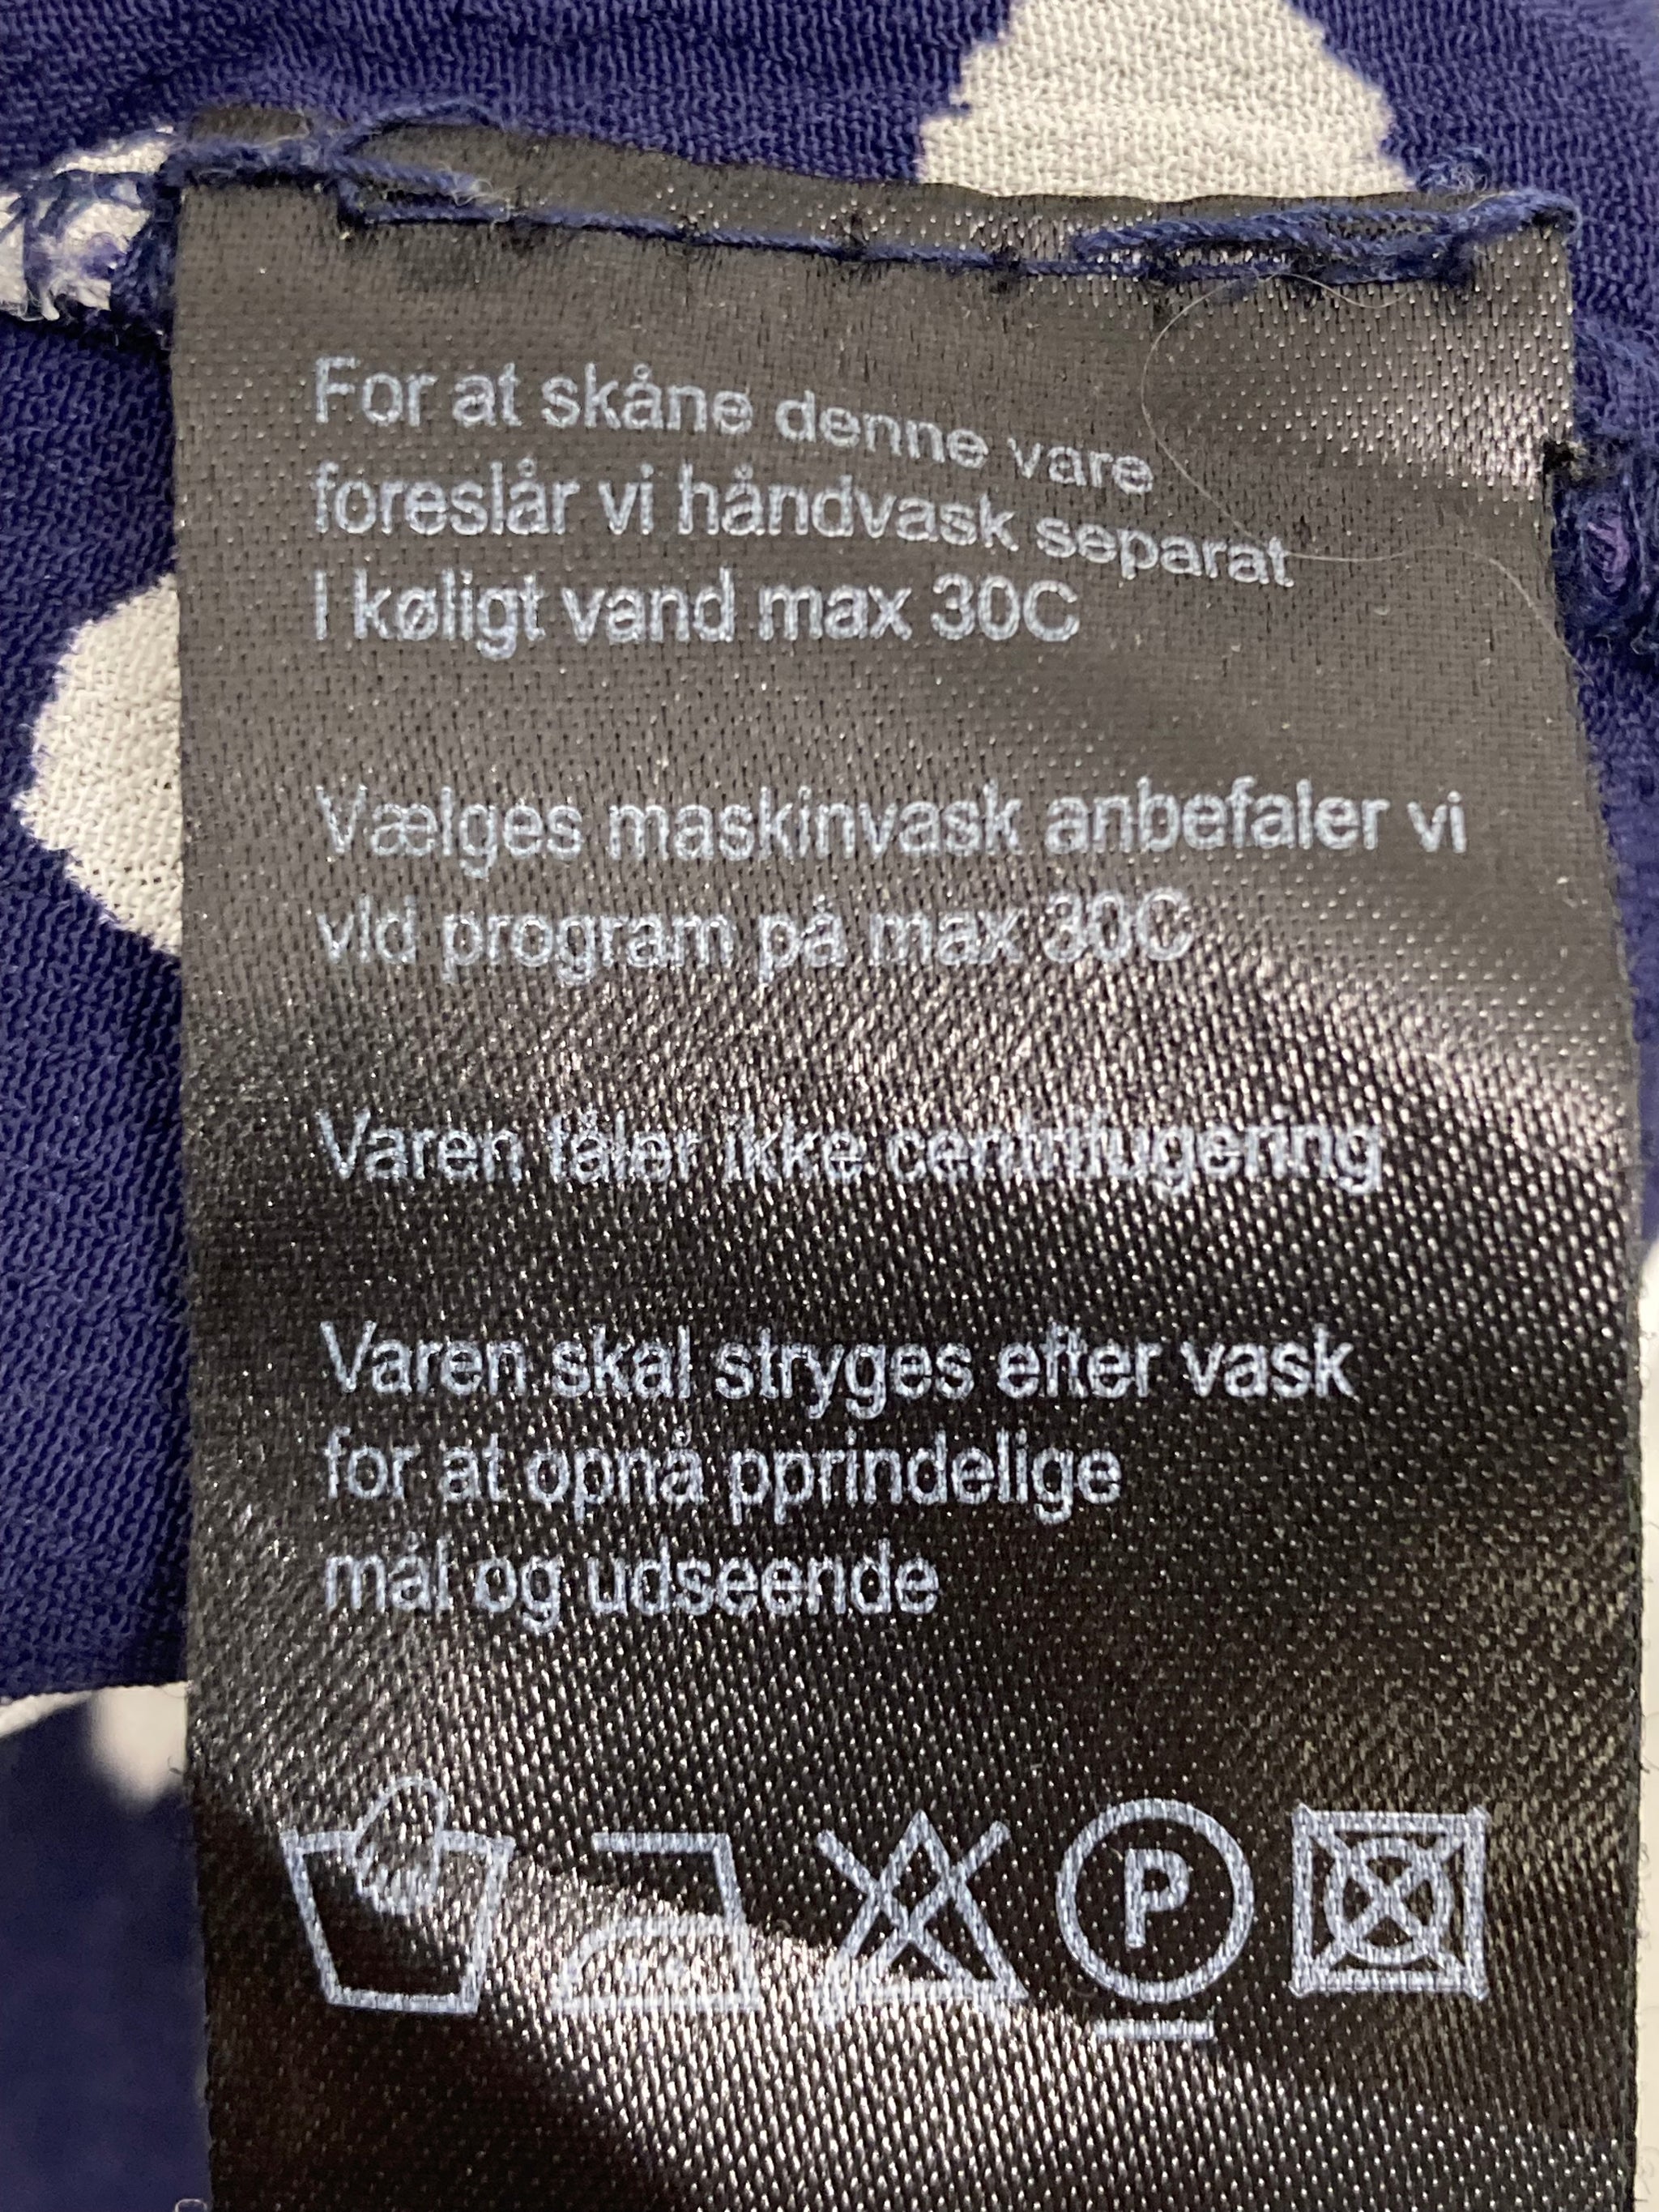 For at skåne denne vare
foreslår vi håndvask separat
I køligt vand max 30C
Vælges maskinvask anbefaler vi
vld program på max 30C
Varen tåler ikke centrifugering
Varen skal stryges efter vask
for at opnå pprindelige
mål og udseende
P